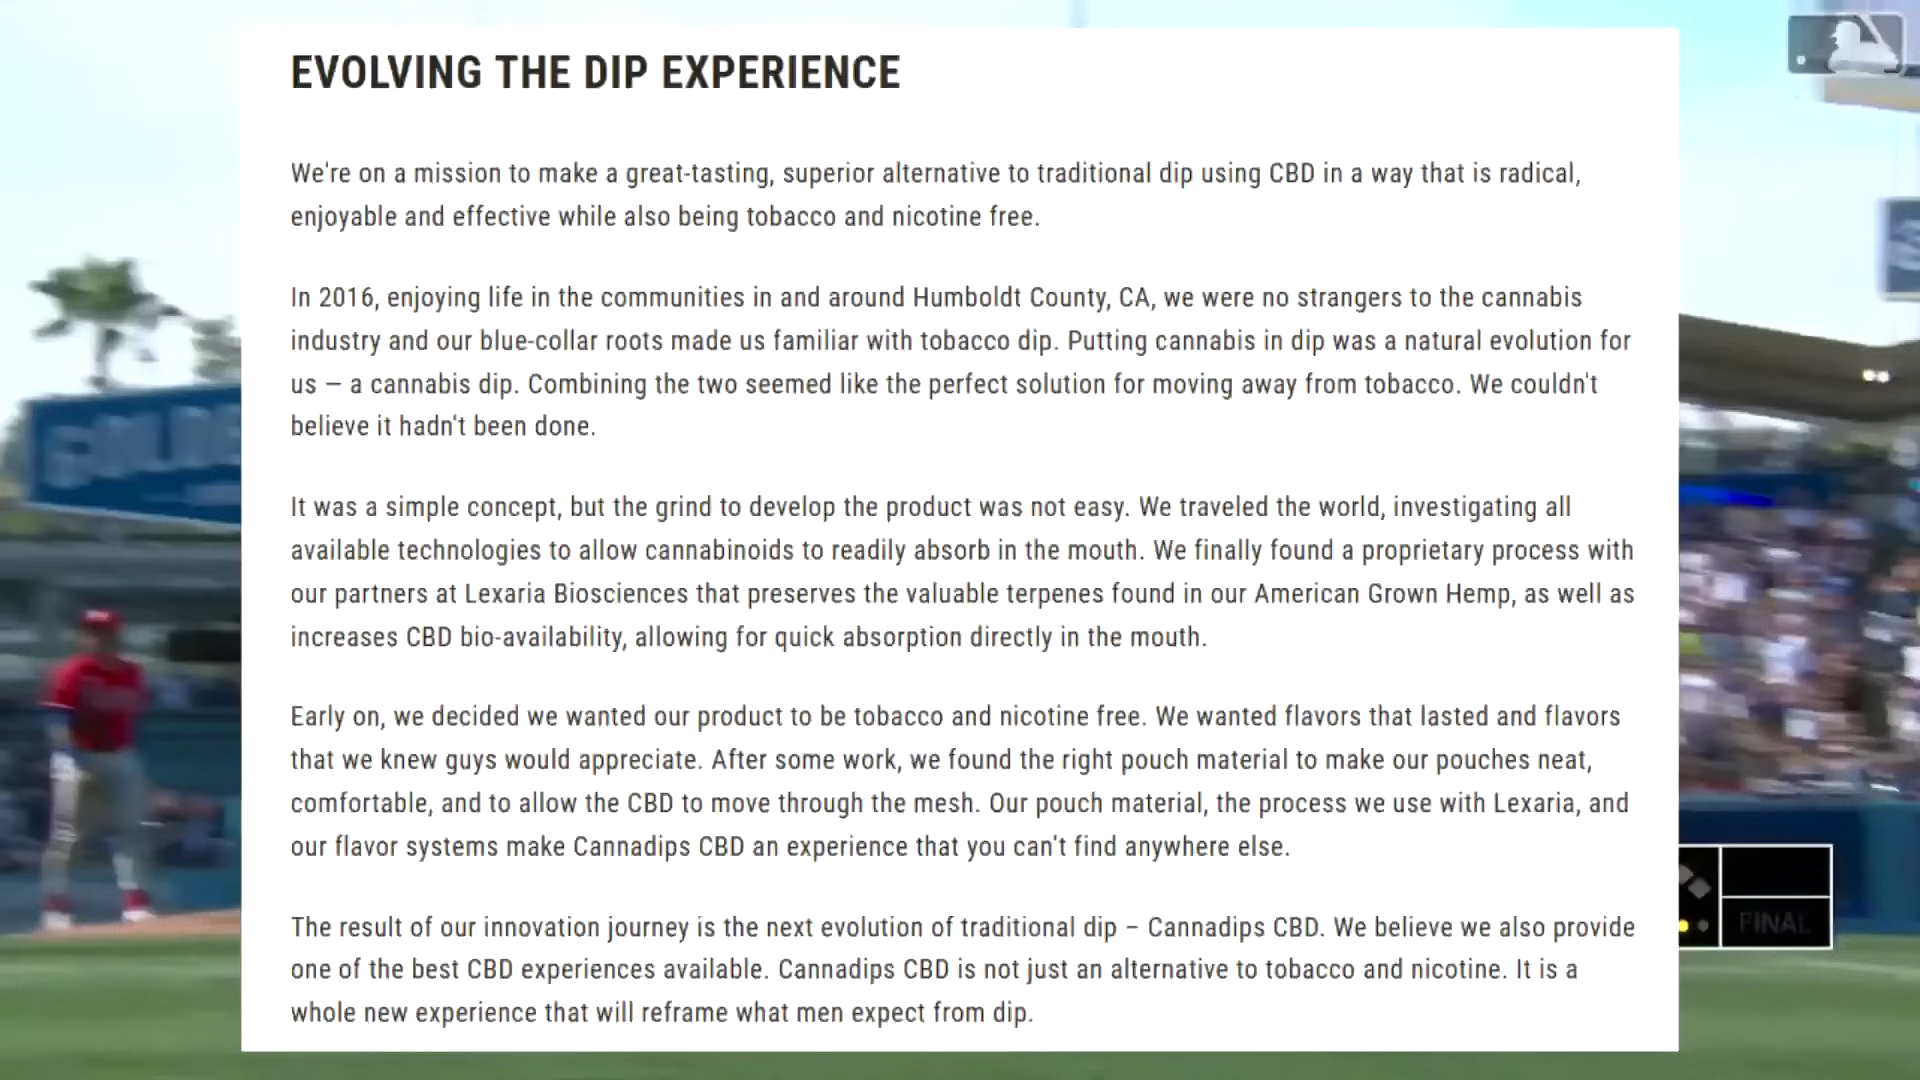 EVOLVING THE DIP EXPERIENCE
We're on a mission to make a great-tasting, superior alternative to traditional dip using CBD in a way that is radical,
enjoyable and effective while also being tobacco and nicotine free.
In 2016, enjoying life in the communities in and around Humboldt County, CA, we were no strangers to the cannabis
industry and our blue-collar roots made us familiar with tobacco dip. Putting cannabis in dip was a natural evolution for
us – a cannabis dip. Combining the two seemed like the perfect solution for moving away from tobacco. We couldn't
believe it hadn't been done.
It was a simple concept, but the grind to develop the product was not easy. We traveled the world, investigating all
available technologies to allow cannabinoids to readily absorb in the mouth. We finally found a proprietary process with
our partners at Lexaria Biosciences that preserves the valuable terpenes found in our American Grown Hemp, as well as
increases CBD bio-availability, allowing for quick absorption directly in the mouth.
Early on, we decided we wanted our product to be tobacco and nicotine free. We wanted flavors that lasted and flavors
that we knew guys would appreciate. After some work, we found the right pouch material to make our pouches neat,
comfortable, and to allow the CBD to move through the mesh. Our pouch material, the process we use with Lexaria, and
our flavor systems make Cannadips CBD an experience that you can't find anywhere else.
The result of our innovation journey is the next evolution of traditional dip – Cannadips CBD. We believe we also provide
one of the best CBD experiences available. Cannadips CBD is not just an alternative to tobacco and nicotine. It is a
whole new experience that will reframe what men expect from dip.
FINAL